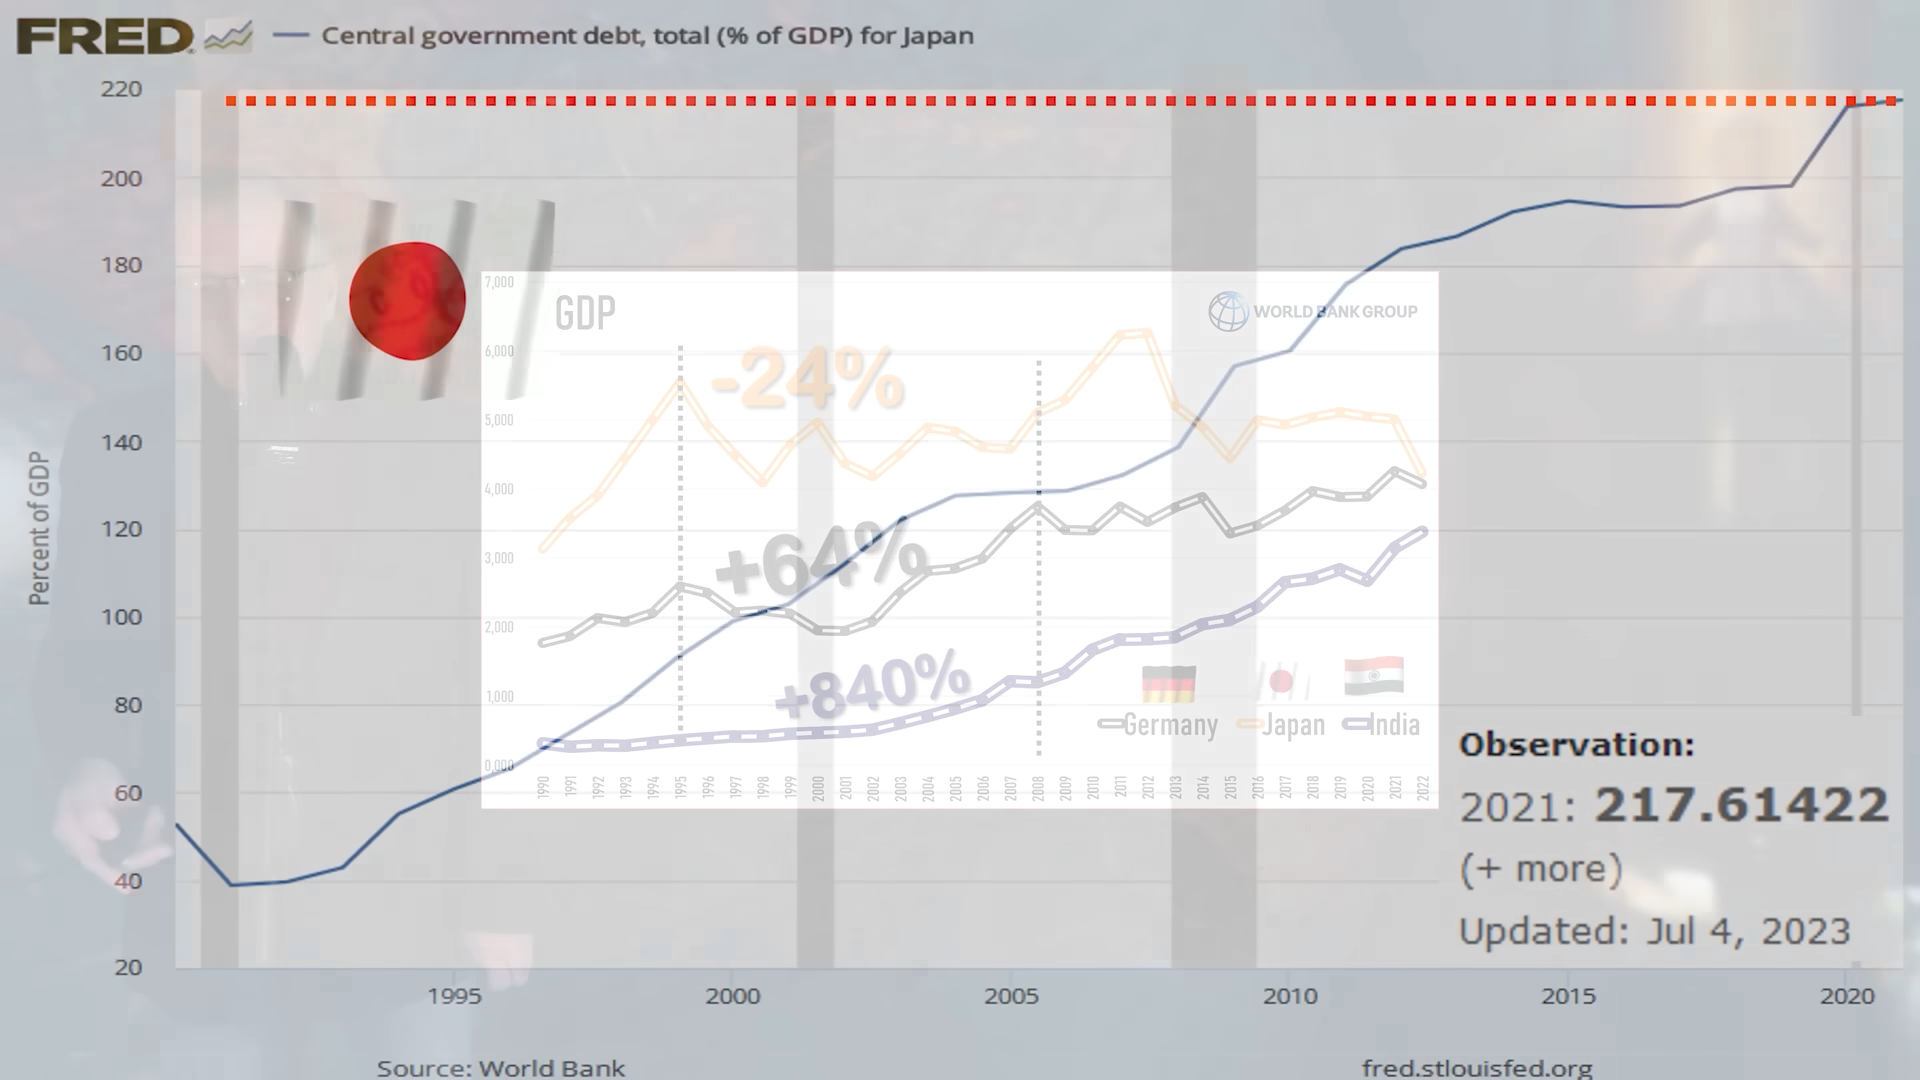 FRED
Central government debt, total (% of GDP) for Japan
220
200
180
160
140
120
100
80
60
40
20
Percent of GDP
GDP
WORLD BANK GROUP
7,000
6,000
5,000
4,000
3,000
2,000
1,000
0,000
-24%
+64%
+840%
Germany
Japan
India
1990 1991 1992 1993 1994 1995 1996 1997 1998 1999 2000 2001 2002 2003 2004 2005 2006 2007 2008 2009 2010 2011 2012 2013 2014 2015 2016 2017 2018 2019 2020 2021 2022
Observation:
2021: 217.61422
(+ more)
Updated: Jul 4, 2023
1995 2000 2005 2010 2015 2020
Source: World Bank
fred.stlouisfed.org